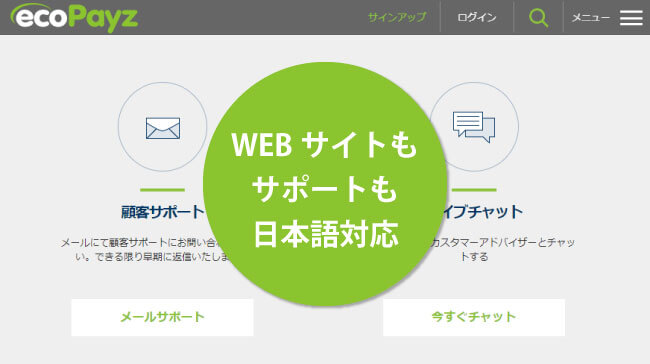 ecoPayz
サインアップ
ログイン
メニュー
WEB サイトも
サポートも
日本語対応
顧客サポート
メールにて顧客サポートにお問い合わ
い。できる限り早期に返信いたしま
メールサポート
イブチャット
カスタマーアドバイザーとチャッ
トする
今すぐチャット